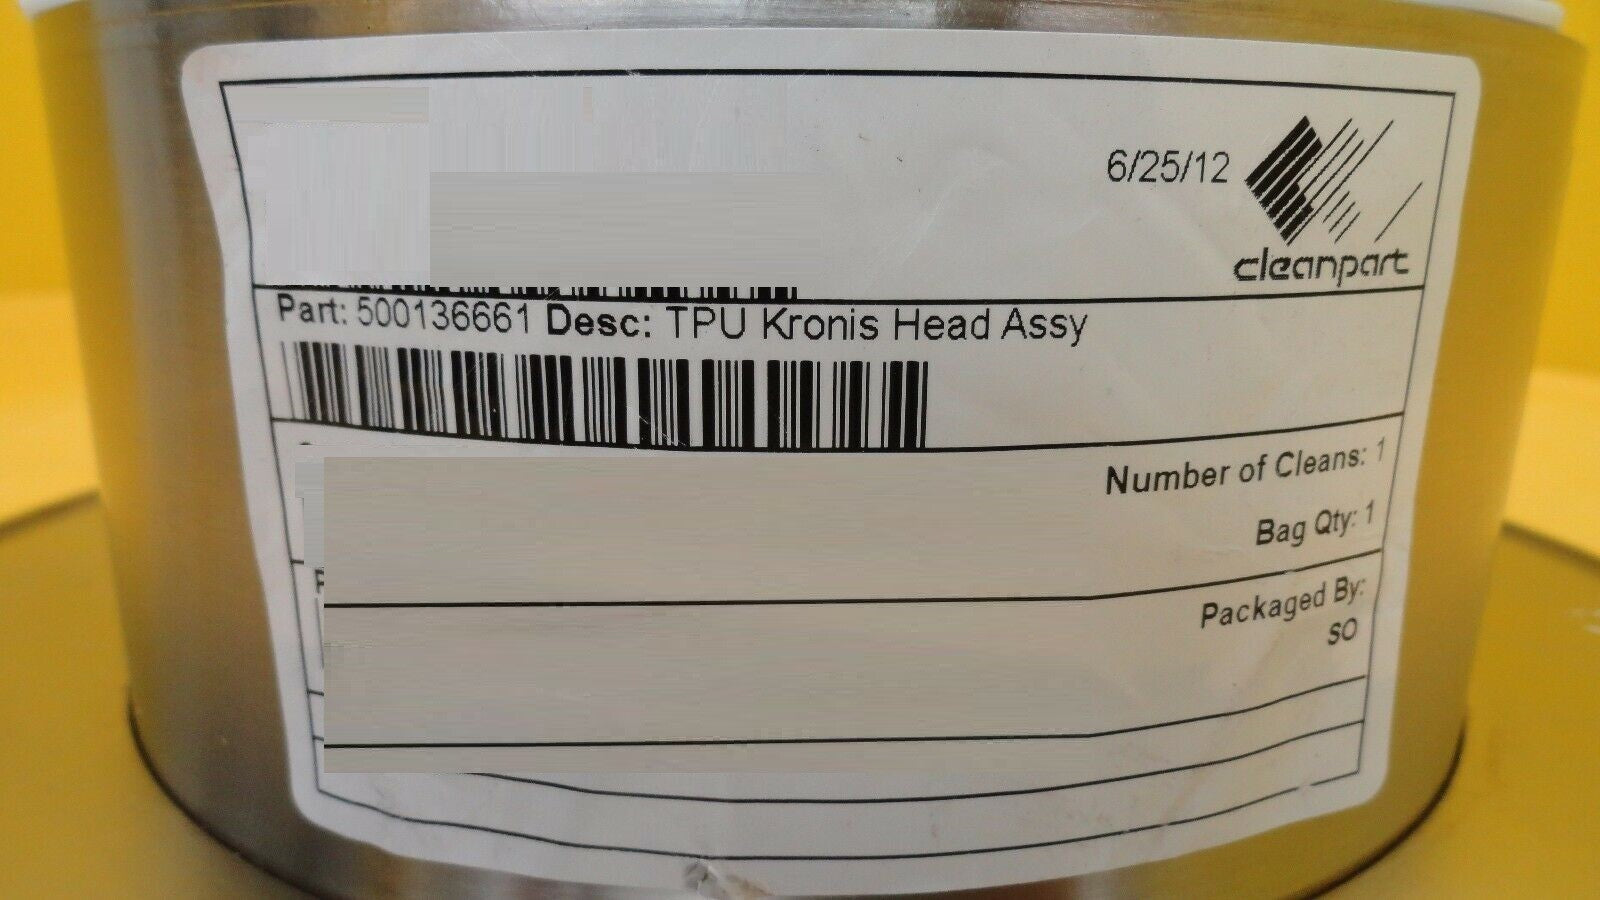 6/25/12
cleanpart
Part: 500136661 Desc: TPU Kronis Head Assy
Number of Cleans: 1
Bag Qty: 1
Packaged By:
SO